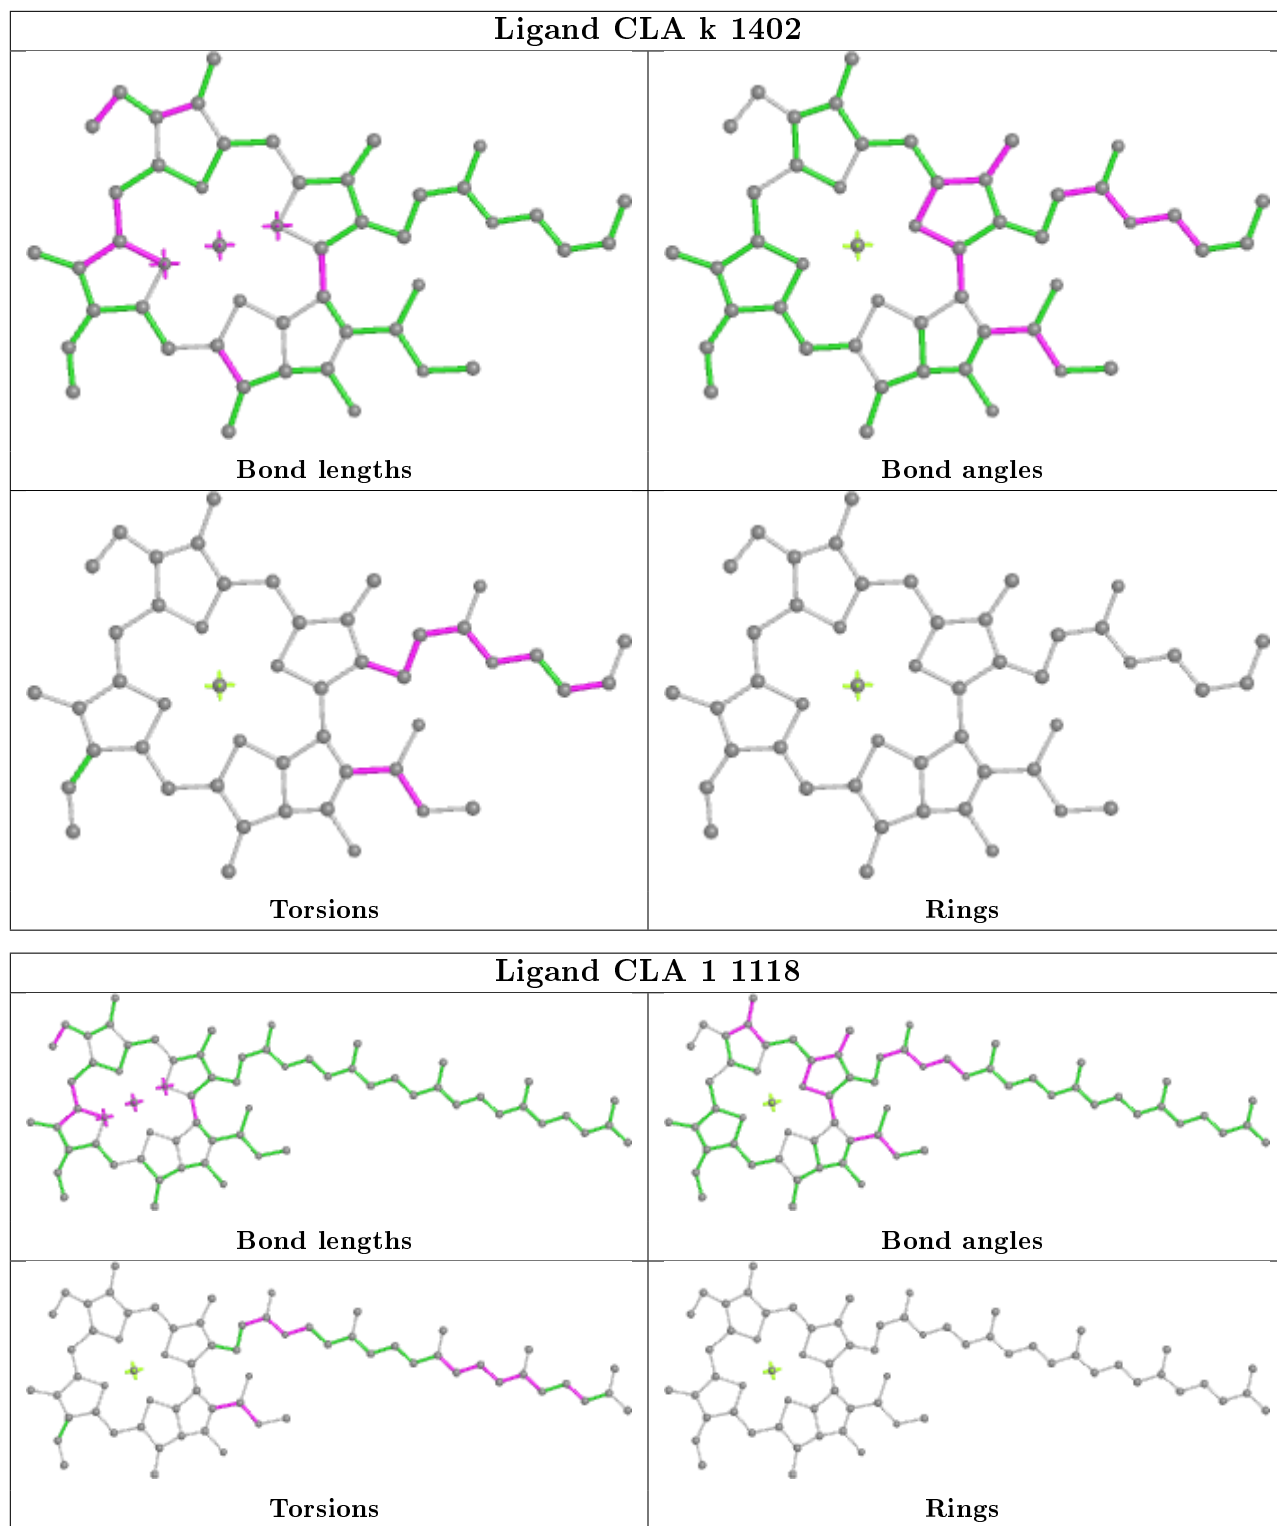 Ligand CLA k 1402
Bond lengths
Bond angles
Torsions
Rings
Ligand CLA 1 1118
Bond lengths
Bond angles
Torsions
Rings